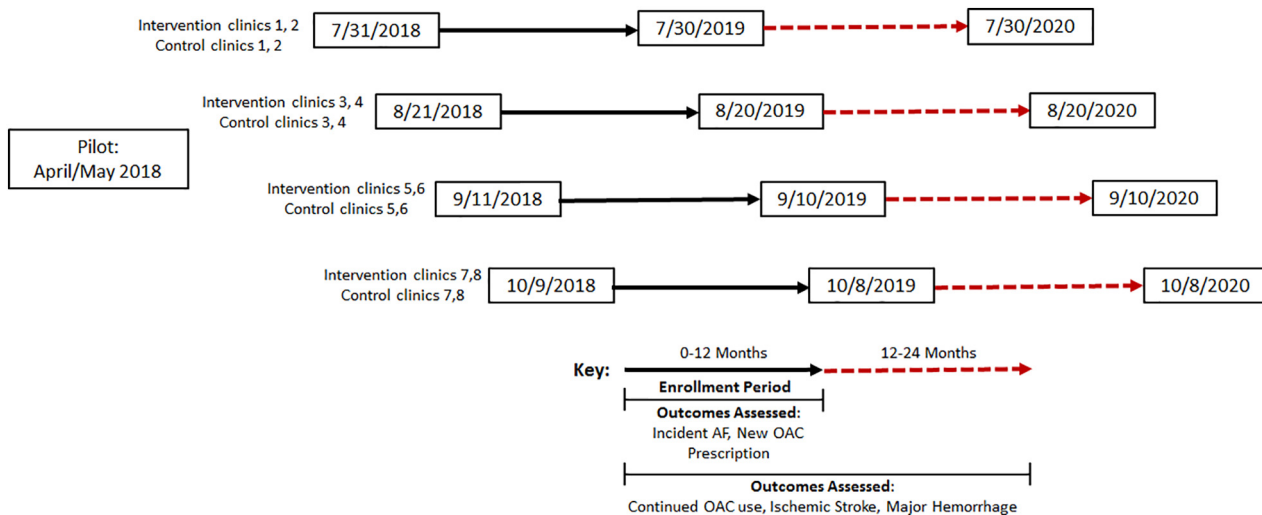 Intervention clinics 1, 2
Control clinics 1, 2
7/31/2018
7/30/2019
7/30/2020
Intervention clinics 3, 4
Control clinics 3, 4
8/21/2018
8/20/2019
8/20/2020
Pilot:
April/May 2018
Intervention clinics 5,6
Control clinics 5,6
9/11/2018
9/10/2019
9/10/2020
Intervention clinics 7,8
Control clinics 7,8
10/9/2018
10/8/2019
10/8/2020
Key:
0-12 Months
12-24 Months
Enrollment Period
Outcomes Assessed:
Incident AF, New OAC
Prescription
Outcomes Assessed:
Continued OAC use, Ischemic Stroke, Major Hemorrhage